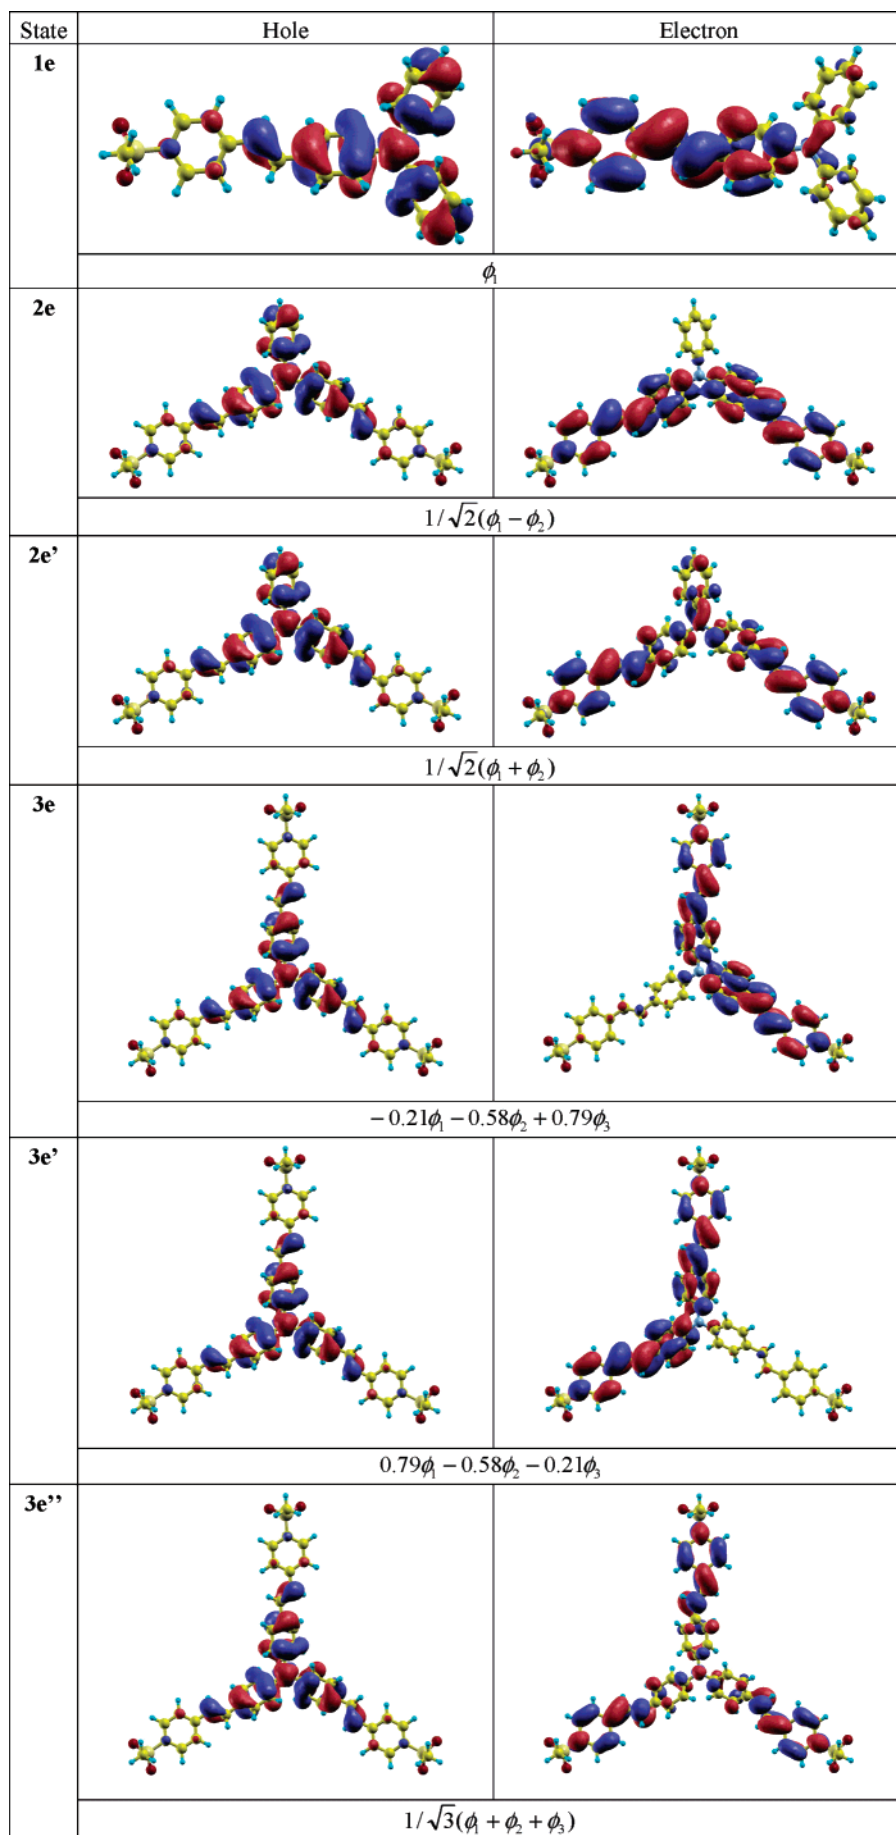 State Hole Electron
1e
ϕ₁
2e
1/√2(ϕ₁ − ϕ₂)
2e’
1/√2(ϕ₁ + ϕ₂)
3e
−0.21ϕ₁ − 0.58ϕ₂ + 0.79ϕ₃
3e’
0.79ϕ₁ − 0.58ϕ₂ − 0.21ϕ₃
3e’’
1/√3(ϕ₁ + ϕ₂ + ϕ₃)